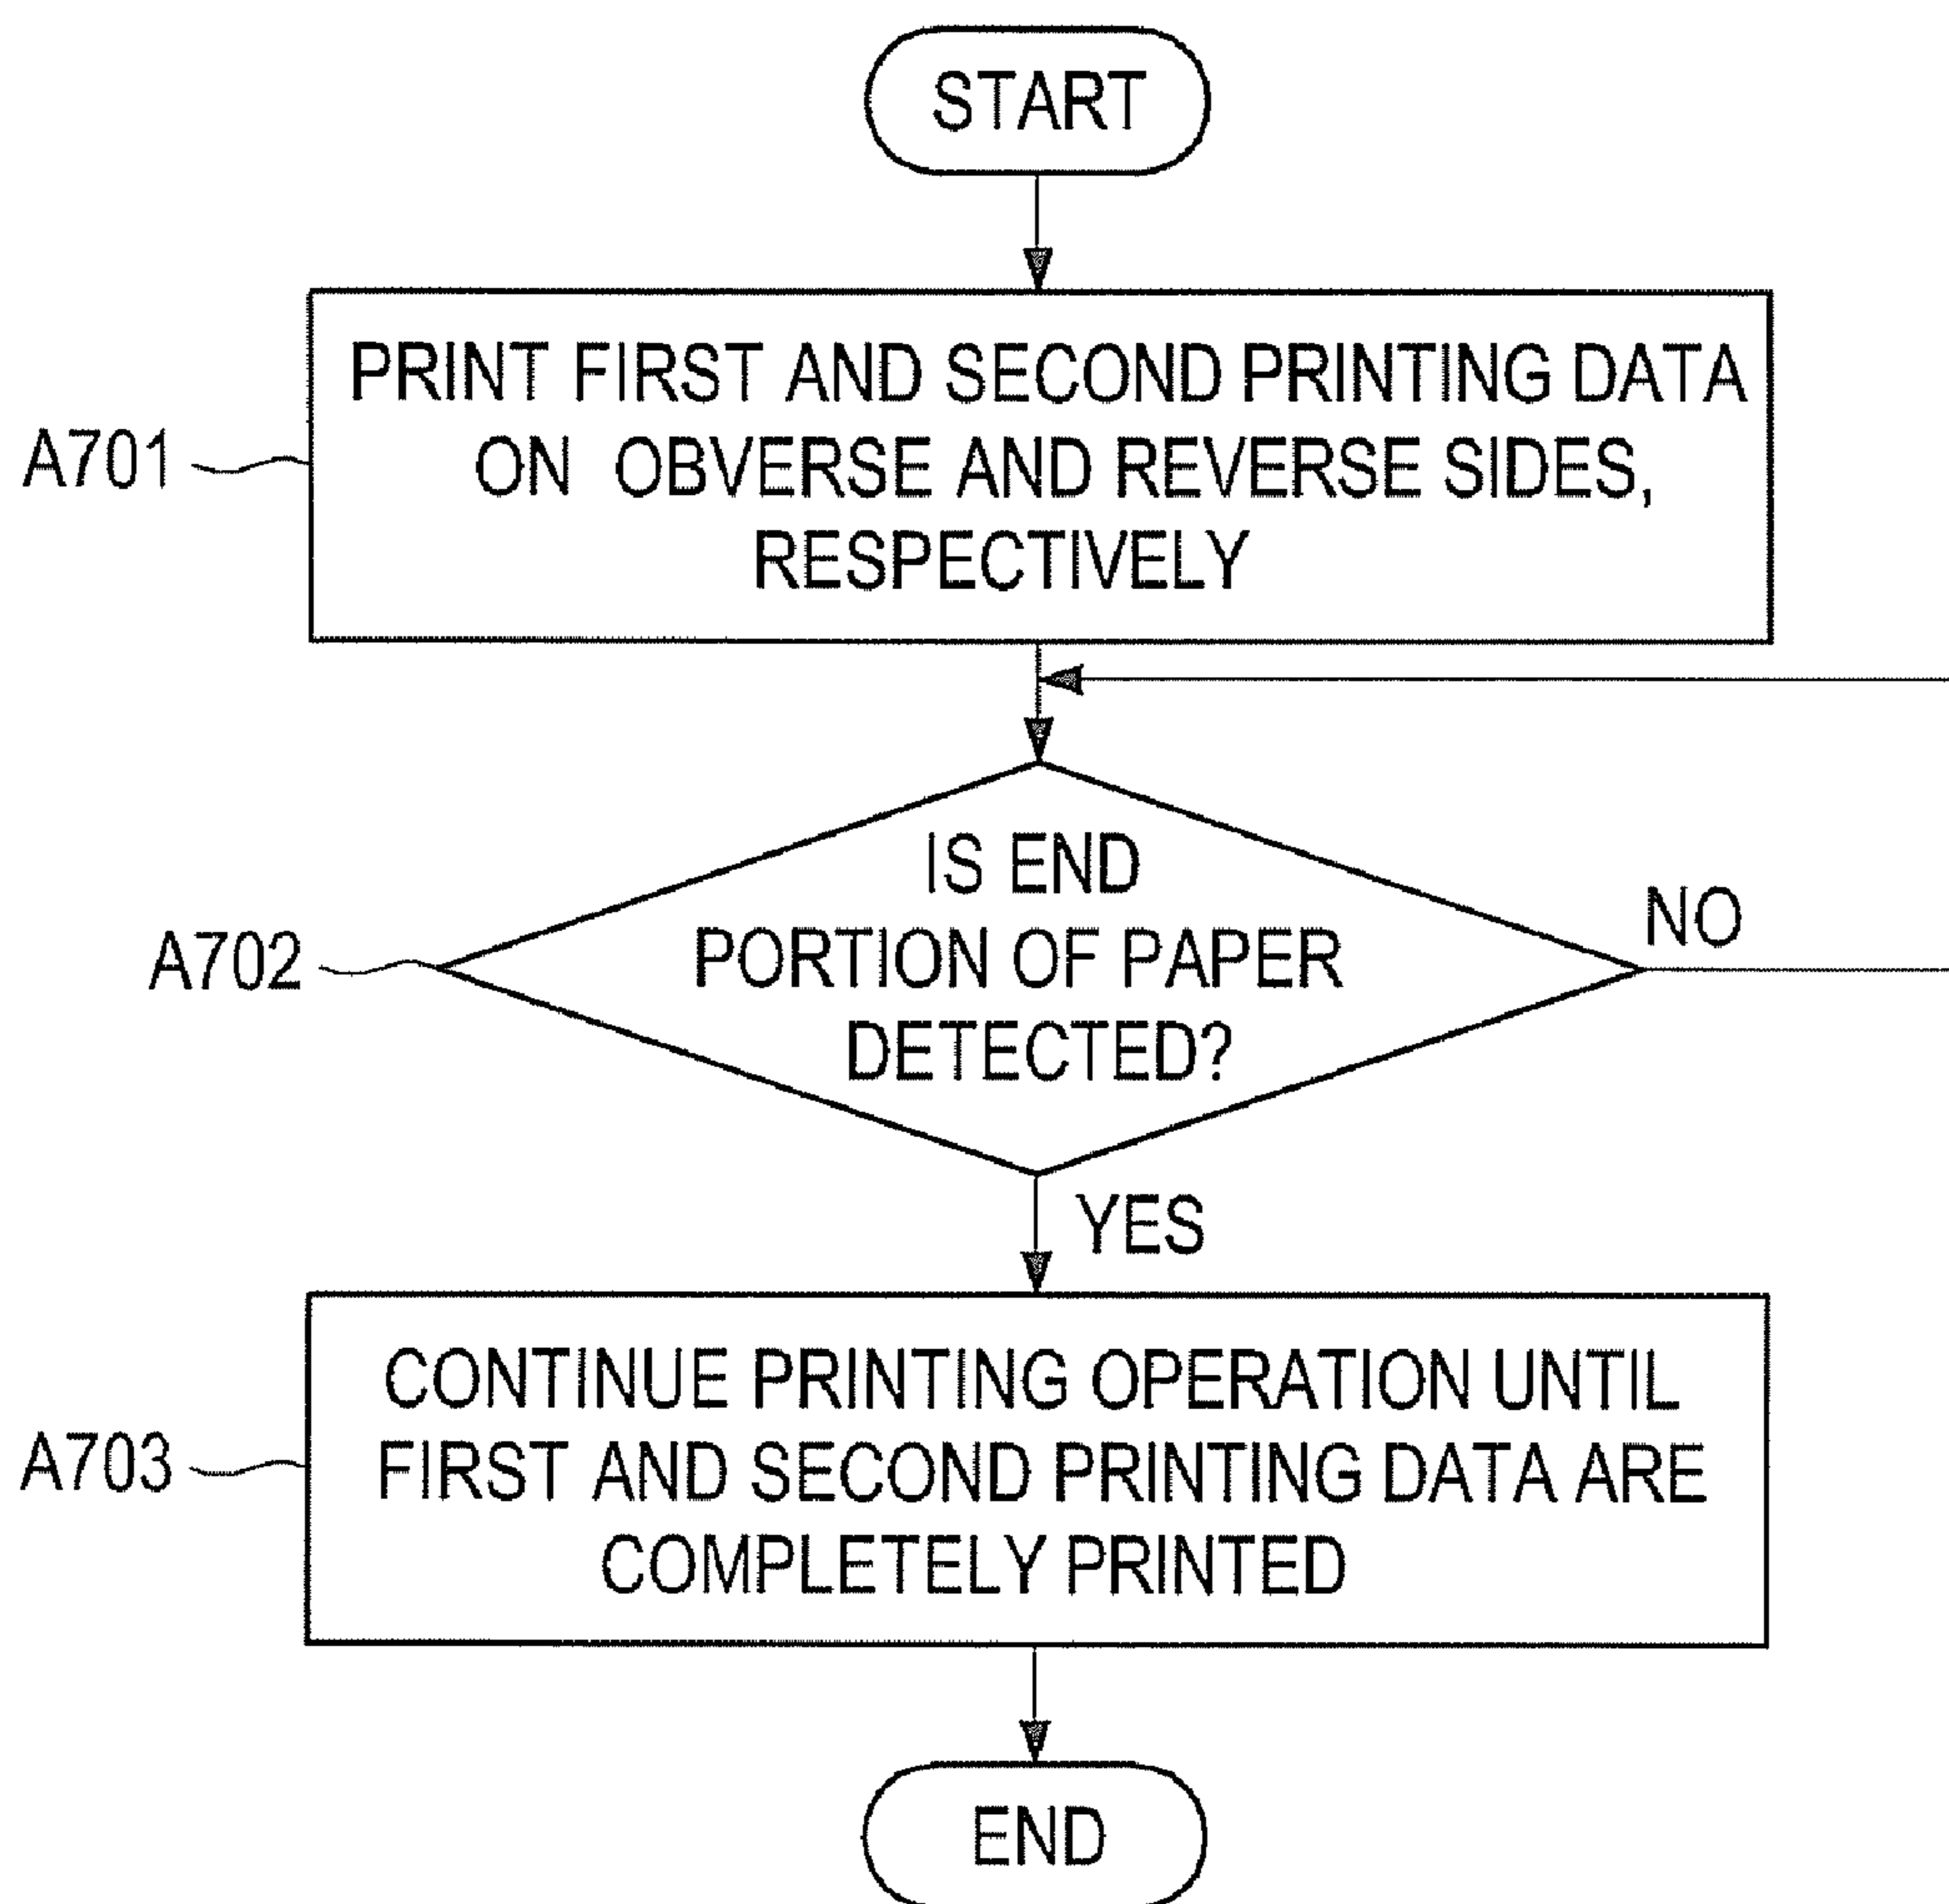 START
PRINT FIRST AND SECOND PRINTING DATA
A701
ON OBVERSE AND REVERSE SIDES,
RESPECTIVELY
IS END
A702
PORTION OF PAPER
NO
DETECTED?
YES
CONTINUE PRINTING OPERATION UNTIL
A703
FIRST AND SECOND PRINTING DATA ARE
COMPLETELY PRINTED
END